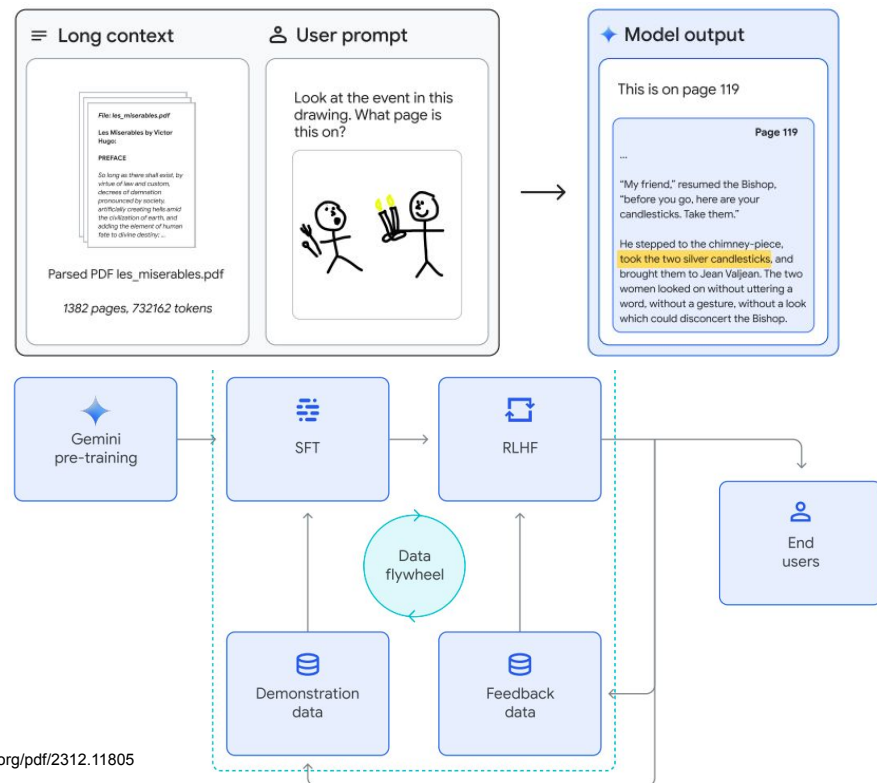 Long context
File: les_miserables.pdf
Les Miserables by Victor
Hugo:
PREFACE
So long as there shall exist, by
virtue of law and custom,
decrees of damnation
pronounced by society,
artificially creating hells amid
the civilization of earth, and
adding the element of human
fate to divine destiny; ...
Parsed PDF les_miserables.pdf
1382 pages, 732162 tokens
User prompt
Look at the event in this
drawing. What page is
this on?
Model output
This is on page 119
Page 119
...
“My frient,” resumed the Bishop,
“before you go, here are your
candlesticks. Take them.”
He stepped to the chimney-piece,
took the two silver candlesticks, and
brought them to Jean Valjean. The two
women looked on without uttering a
word, without a gesture, without a look
which could disconcert the Bishop.
Gemini
pre-training
SFT
RLHF
Data
flywheel
End
users
Demonstration
data
Feedback
data
org/pdf/2312.11805